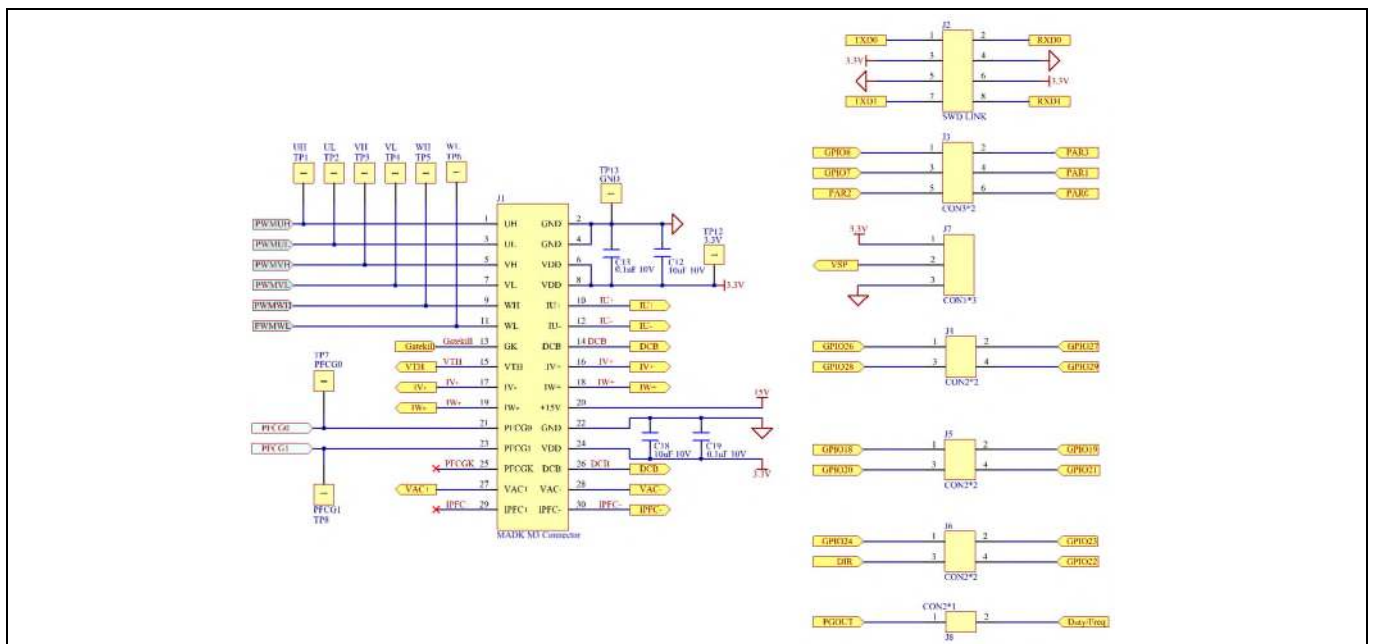 J2
TXD0 1 2 RXD0
3.3V 3 4
5 6 3.3V
TXD1 7 8 RXD1
SWD LINK
J3
GPIO8 1 2 PAR3
GPIO7 3 4 PAR1
PAR2 5 6 PAR0
CON3*2
J7
3.3V 1
VSP 2
3
CON1*3
J4
GPIO26 1 2 GPIO27
GPIO28 3 4 GPIO29
CON2*2
J5
GPIO18 1 2 GPIO19
GPIO20 3 4 GPIO21
CON2*2
J6
GPIO24 1 2 GPIO23
DIR 3 4 GPIO22
CON2*2
CON2*1
PGOUT 1 2 Duty/Freq
J8
UH UL VH VL WH WL
TP1 TP2 TP3 TP4 TP5 TP6
TP13
GND
TP12
3.3V
J1
PWMUH 1 UH GND 2
PWMUL 3 UL GND 4
PWMVH 5 VH VDD 6
PWMVL 7 VL VDD 8 3.3V
C13
0.1uF 10V
C12
10uF 10V
PWMWH 9 WH IU+ 10 IU+ IU+
PWMWL 11 WL IU- 12 IU- IU-
Gatekill Gatekill 13 GK DCB 14 DCB DCB
VTH VTH 15 VTH IV+ 16 IV+ IV+
IV- IV- 17 IV- IW+ 18 IW+ IW+
IW- IW- 19 IW- +15V 20 15V
TP7
PFCG0
PFCG0 21 PFCG0 GND 22
PFCG1 23 PFCG1 VDD 24
C18
10uF 10V
C19
0.1uF 10V
3.3V
PFCGK 25 PFCGK DCB 26 DCB DCB
VAC+ 27 VAC+ VAC- 28 VAC-
IPFC- 29 IPFC+ IPFC- 30 IPFC- IPFC-
PFCG1
TP8
MADK M3 Connector